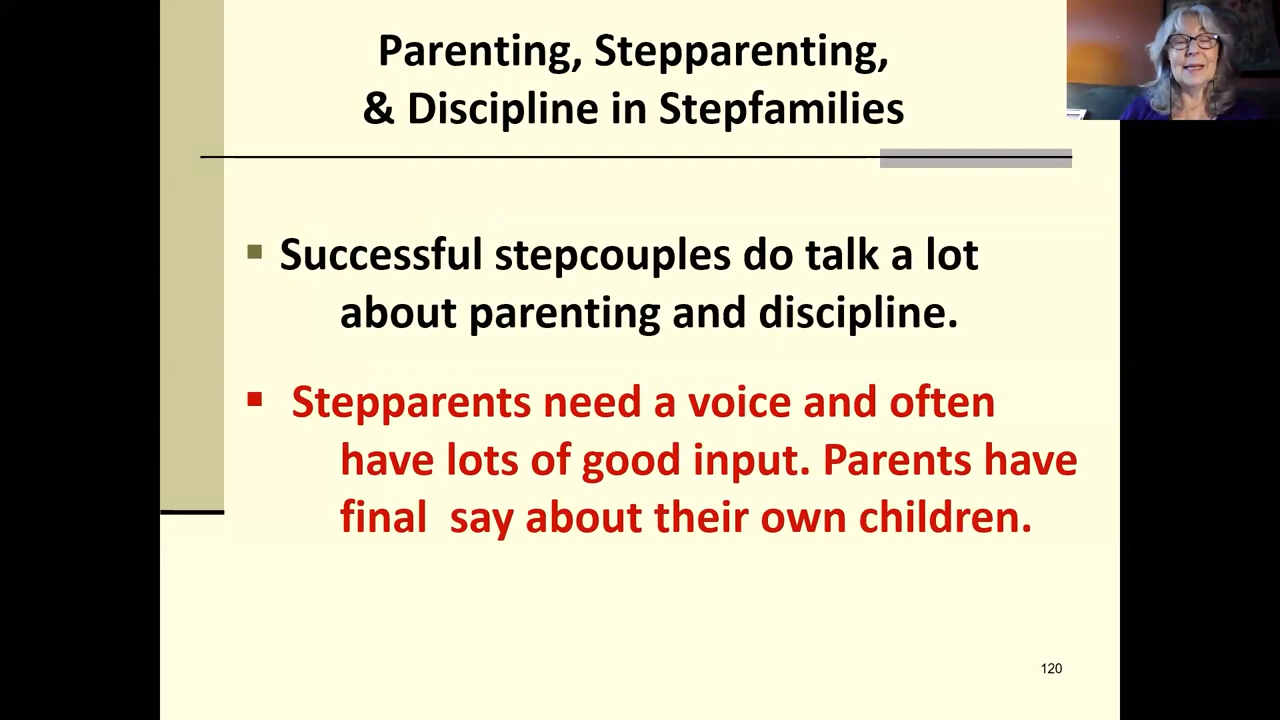 Parenting, Stepparenting,
& Discipline in Stepfamilies
▪ Successful stepcouples do talk a lot
about parenting and discipline.
▪ Stepparents need a voice and often
have lots of good input. Parents have
final say about their own children.
120